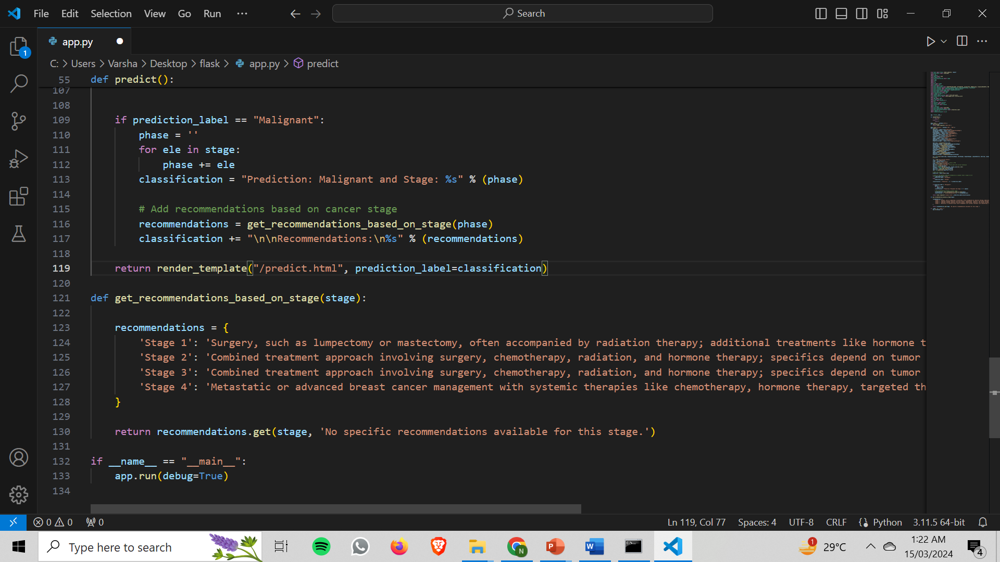 File Edit Selection View Go Run ··· Search
app.py
1
C: > Users > Varsha > Desktop > flask > app.py > predict
55 def predict():
107
108
109 if prediction_label == "Malignant":
110 phase = ''
111 for ele in stage:
112 phase += ele
113 classification = "Prediction: Malignant and Stage: %s" % (phase)
114
115 # Add recommendations based on cancer stage
116 recommendations = get_recommendations_based_on_stage(phase)
117 classification += "\n\nRecommendations:\n%s" % (recommendations)
118
119 return render_template("/predict.html", prediction_label=classification)
120
121 def get_recommendations_based_on_stage(stage):
122
123 recommendations = {
124 'Stage 1': 'Surgery, such as lumpectomy or mastectomy, often accompanied by radiation therapy; additional treatments like hormone t
125 'Stage 2': 'Combined treatment approach involving surgery, chemotherapy, radiation, and hormone therapy; specifics depend on tumor
126 'Stage 3': 'Combined treatment approach involving surgery, chemotherapy, radiation, and hormone therapy; specifics depend on tumor
127 'Stage 4': 'Metastatic or advanced breast cancer management with systemic therapies like chemotherapy, hormone therapy, targeted th
128 }
129
130 return recommendations.get(stage, 'No specific recommendations available for this stage.')
131
132 if __name__ == "__main__":
133 app.run(debug=True)
134
0 0 0 Ln 119, Col 77 Spaces: 4 UTF-8 CRLF {} Python 3.11.5 64-bit
Type here to search N P W 1 29°C 1:22 AM 4
15/03/2024